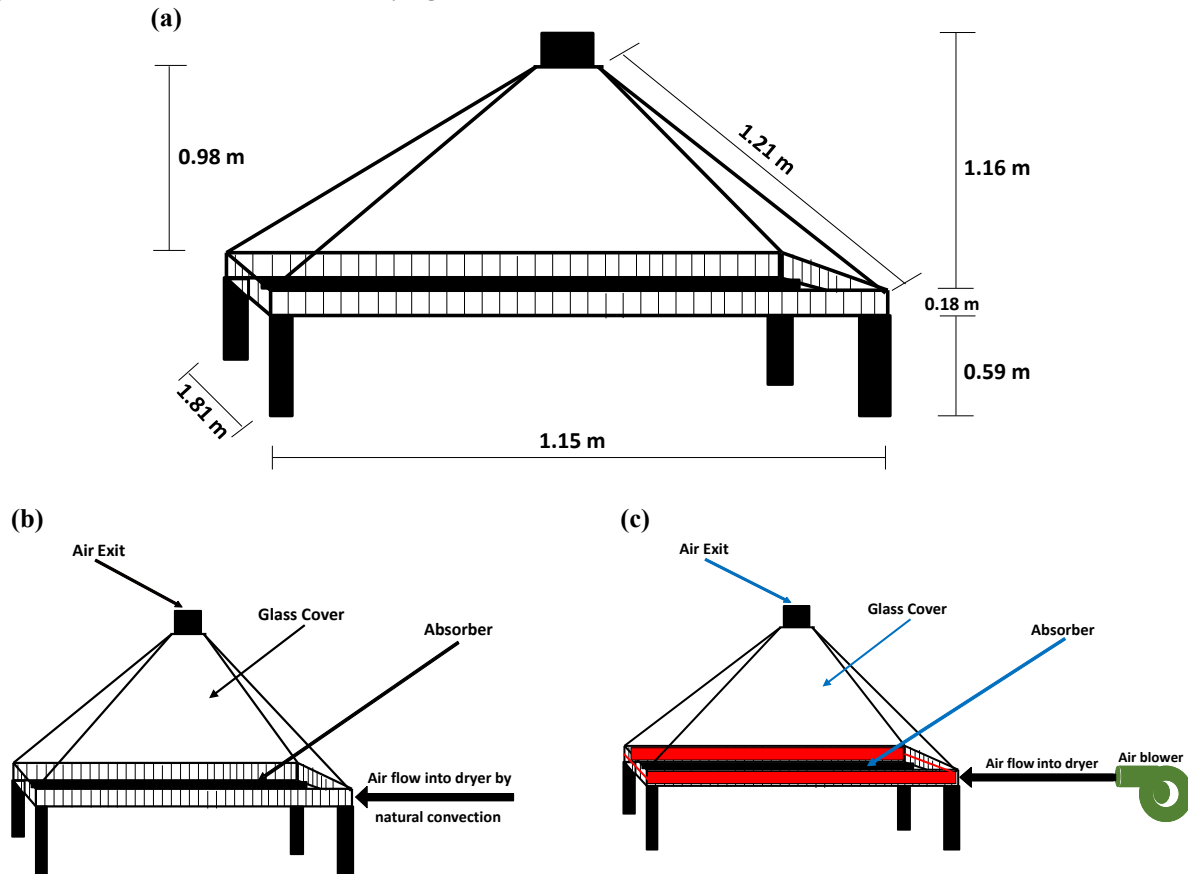 (a)
0.98 m
1.21 m
1.16 m
0.18 m
0.59 m
1.81 m
1.15 m
(b)
Air Exit
Glass Cover
Absorber
Air flow into dryer by
natural convection
(c)
Air Exit
Glass Cover
Absorber
Air flow into dryer
Air blower